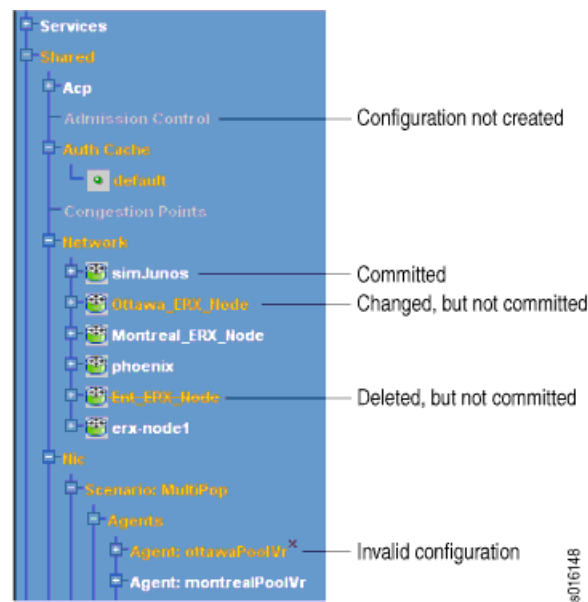 Services
Shared
Acp
Admission Control Configuration not created
Auth Cache
default
Congestion Points
Network
simJunos Committed
Ottawa_ERX_Node Changed, but not committed
Montreal_ERX_Node
phoenix
Ent_ERX_Node Deleted, but not committed
erx-node1
Nic
Scenario: MultiPop
Agents
Agent: ottawaPoolVr Invalid configuration
Agent: montrealPoolVr
s016148